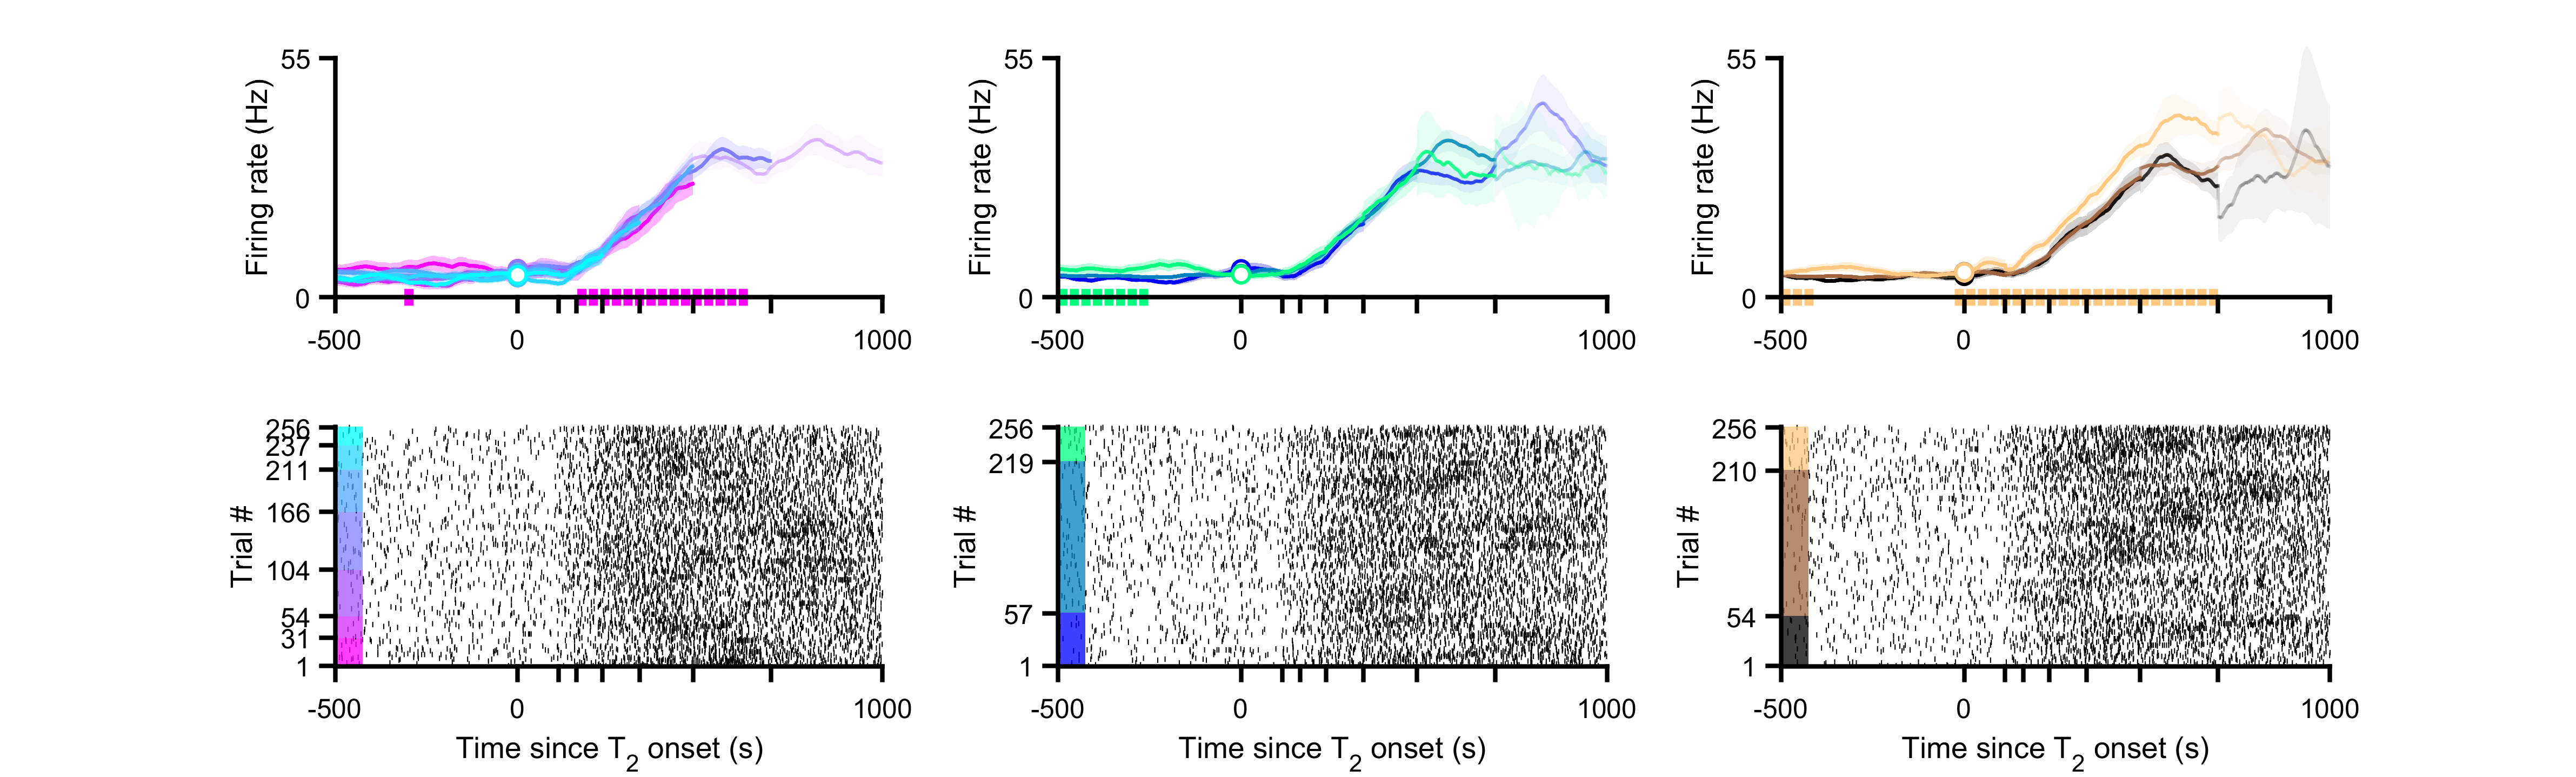 55
Firing rate (Hz)
0
-500 0 1000
55
Firing rate (Hz)
0
-500 0 1000
55
Firing rate (Hz)
0
-500 0 1000
256
237
211
166
104
54
31
1
Trial #
-500 0 1000
Time since T2 onset (s)
256
219
57
1
Trial #
-500 0 1000
Time since T2 onset (s)
256
210
54
1
Trial #
-500 0 1000
Time since T2 onset (s)